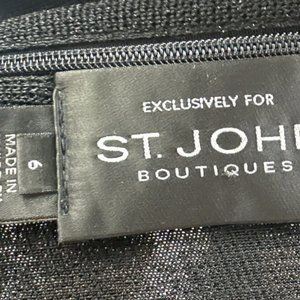 EXCLUSIVELY FOR
ST. JOH
BOUTIQUES
6
MADE IN